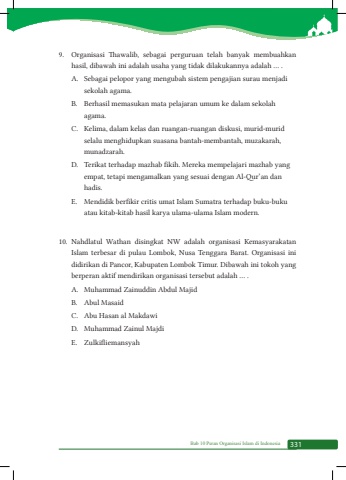 9. Organisasi Thawalib, sebagai perguruan telah banyak membuahkan
hasil, dibawah ini adalah usaha yang tidak dilakukannya adalah ... .
A. Sebagai pelopor yang mengubah sistem pengajian surau menjadi
sekolah agama.
B. Berhasil memasukan mata pelajaran umum ke dalam sekolah
agama.
C. Kelima, dalam kelas dan ruangan-ruangan diskusi, murid-murid
selalu menghidupkan suasana bantah-membantah, muzakarah,
munadzarah.
D. Terikat terhadap mazhab fikih. Mereka mempelajari mazhab yang
empat, tetapi mengamalkan yang sesuai dengan Al-Qur'an dan
hadis.
E. Mendidik berfikir critis umat Islam Sumatra terhadap buku-buku
atau kitab-kitab hasil karya ulama-ulama Islam modern.
10. Nahdlatul Wathan disingkat NW adalah organisasi Kemasyarakatan
Islam terbesar di pulau Lombok, Nusa Tenggara Barat. Organisasi ini
didirikan di Pancor, Kabupaten Lombok Timur. Dibawah ini tokoh yang
berperan aktif mendirikan organisasi tersebut adalah ... .
A. Muhammad Zainuddin Abdul Majid
B. Abul Masaid
C. Abu Hasan al Makdawi
D. Muhammad Zainul Majdi
E. Zulkifliemansyah
Bab 10 Peran Organisasi Islam di Indonesia 331